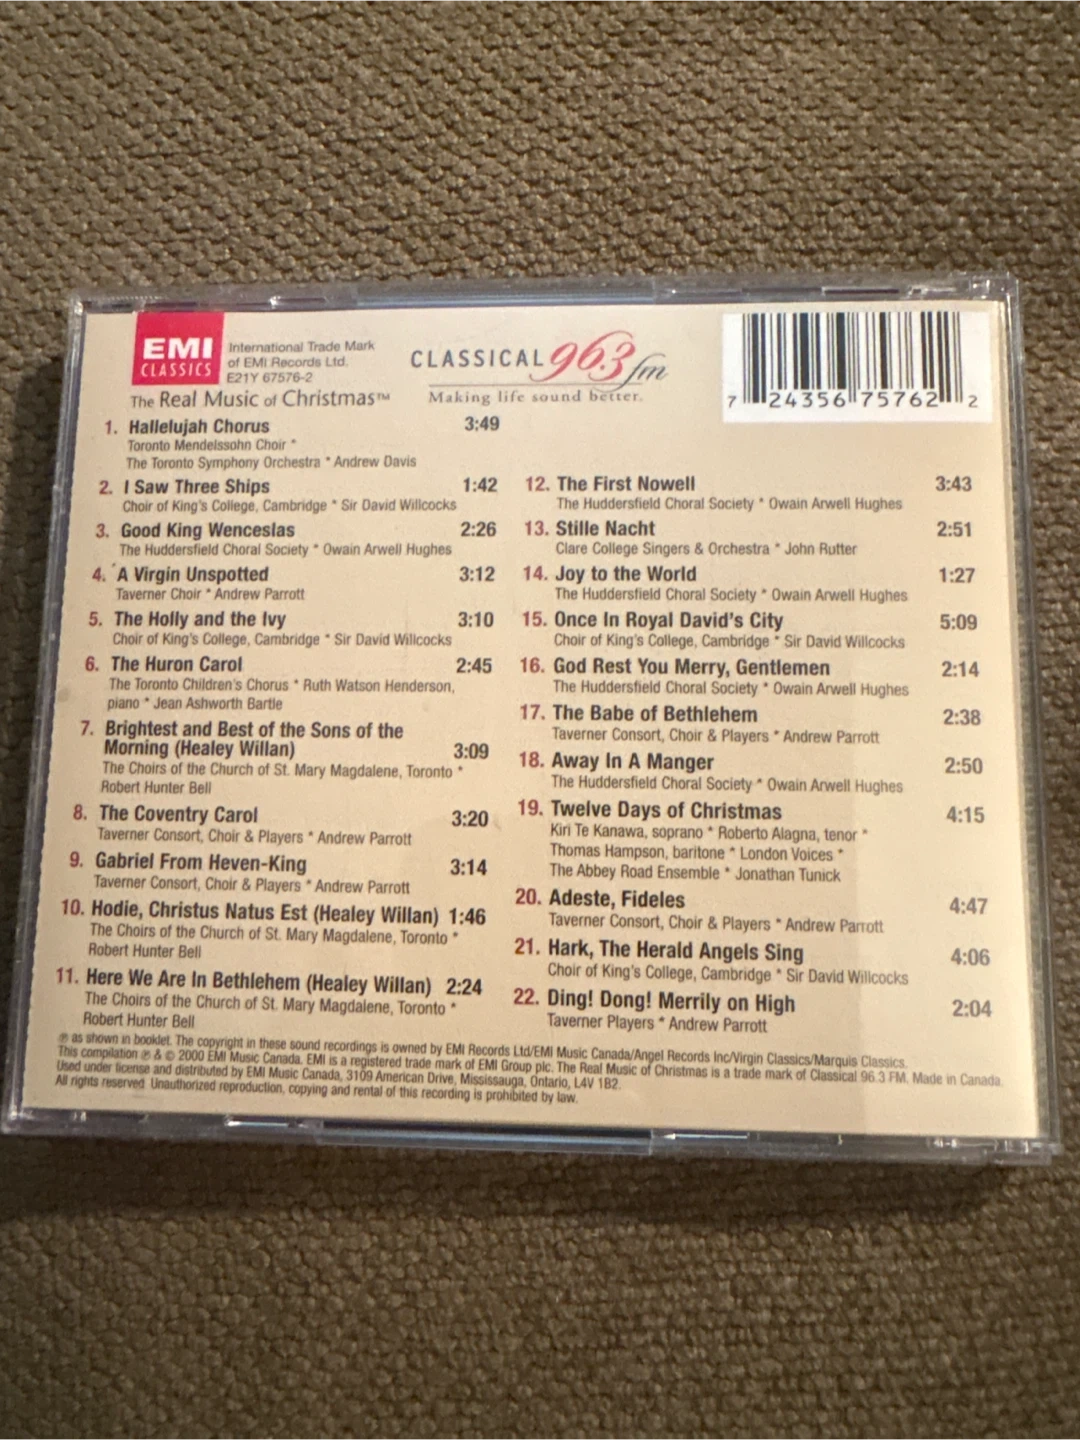 EMI
CLASSICS
International Trade Mark
of EMI Records Ltd.
E21Y 67576-2
The Real Music of Christmas™
CLASSICAL 96.3 fm
Making life sound better.
7 24356 75762 2
1. Hallelujah Chorus 3:49
Toronto Mendelssohn Choir *
The Toronto Symphony Orchestra * Andrew Davis
2. I Saw Three Ships 1:42
Choir of King's College, Cambridge * Sir David Willcocks
3. Good King Wenceslas 2:26
The Huddersfield Choral Society * Owain Arwell Hughes
4. A Virgin Unspotted 3:12
Taverner Choir * Andrew Parrott
5. The Holly and the Ivy 3:10
Choir of King's College, Cambridge * Sir David Willcocks
6. The Huron Carol 2:45
The Toronto Children's Chorus * Ruth Watson Henderson,
piano * Jean Ashworth Bartle
7. Brightest and Best of the Sons of the
Morning (Healey Willan) 3:09
The Choirs of the Church of St. Mary Magdalene, Toronto *
Robert Hunter Bell
8. The Coventry Carol 3:20
Taverner Consort, Choir & Players * Andrew Parrott
9. Gabriel From Heven-King 3:14
Taverner Consort, Choir & Players * Andrew Parrott
10. Hodie, Christus Natus Est (Healey Willan) 1:46
The Choirs of the Church of St. Mary Magdalene, Toronto *
Robert Hunter Bell
11. Here We Are In Bethlehem (Healey Willan) 2:24
The Choirs of the Church of St. Mary Magdalene, Toronto *
Robert Hunter Bell
12. The First Nowell 3:43
The Huddersfield Choral Society * Owain Arwell Hughes
13. Stille Nacht 2:51
Clare College Singers & Orchestra * John Rutter
14. Joy to the World 1:27
The Huddersfield Choral Society * Owain Arwell Hughes
15. Once In Royal David's City 5:09
Choir of King's College, Cambridge * Sir David Willcocks
16. God Rest You Merry, Gentlemen 2:14
The Huddersfield Choral Society * Owain Arwell Hughes
17. The Babe of Bethlehem 2:38
Taverner Consort, Choir & Players * Andrew Parrott
18. Away In A Manger 2:50
The Huddersfield Choral Society * Owain Arwell Hughes
19. Twelve Days of Christmas 4:15
Kiri Te Kanawa, soprano * Roberto Alagna, tenor *
Thomas Hampson, baritone * London Voices *
The Abbey Road Ensemble * Jonathan Tunick
20. Adeste, Fideles 4:47
Taverner Consort, Choir & Players * Andrew Parrott
21. Hark, The Herald Angels Sing 4:06
Choir of King's College, Cambridge * Sir David Willcocks
22. Ding! Dong! Merrily on High 2:04
Taverner Players * Andrew Parrott
℗ as shown in booklet. The copyright in these sound recordings is owned by EMI Records Ltd/EMI Music Canada/Angel Records Inc/Virgin Classics/Marquis Classics.
This compilation ℗ & © 2000 EMI Music Canada. EMI is a registered trade mark of EMI Group plc. The Real Music of Christmas is a trade mark of Classical 96.3 FM. Made in Canada.
Used under license and distributed by EMI Music Canada, 3109 American Drive, Mississauga, Ontario, L4V 1B2.
All rights reserved. Unauthorized reproduction, copying and rental of this recording is prohibited by law.